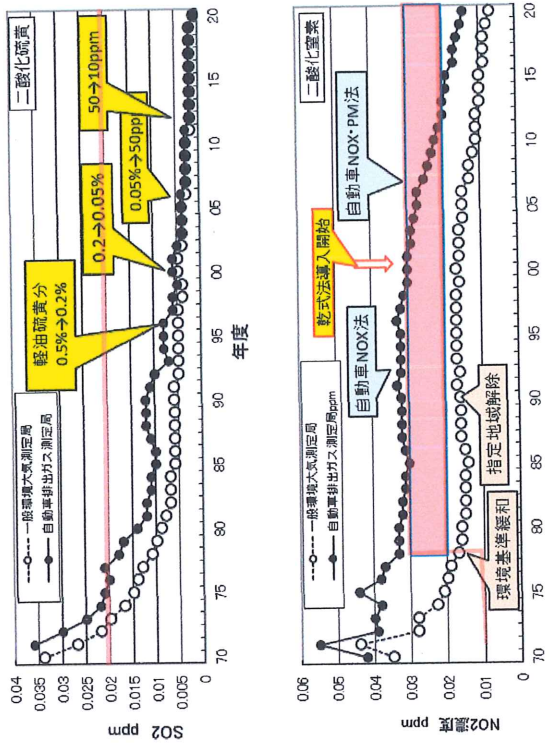 二酸化硫黄
--○-- 一般環境大気測定局
─●─ 自動車排出ガス測定局
軽油硫黄分
0.5%→0.2%
0.2→0.05%
0.05%→50pp
50→10ppm
SO2 ppm
0.04
0.035
0.03
0.025
0.02
0.015
0.01
0.005
0
70
75
80
85
90
95
00
05
10
15
20
年度
二酸化窒素
--○-- 一般環境大気測定局
─●─ 自動車排出ガス測定局ppm
自動車NOX法
乾式法導入開始
自動車NOX・PM法
環境基準緩和
指定地域解除
NO2濃度 ppm
0.06
0.05
0.04
0.03
0.02
0.01
0.00
70
75
80
85
90
95
00
05
10
15
20